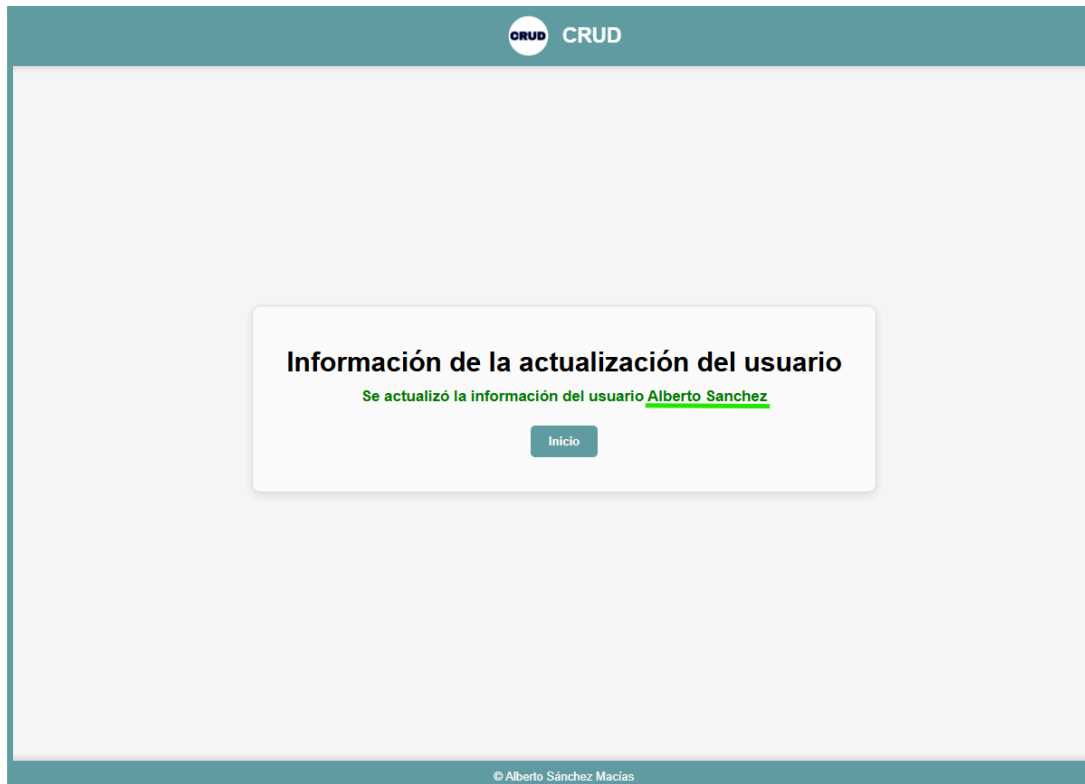 CRUD CRUD
Información de la actualización del usuario
Se actualizó la información del usuario Alberto Sanchez
Inicio
© Alberto Sánchez Macías